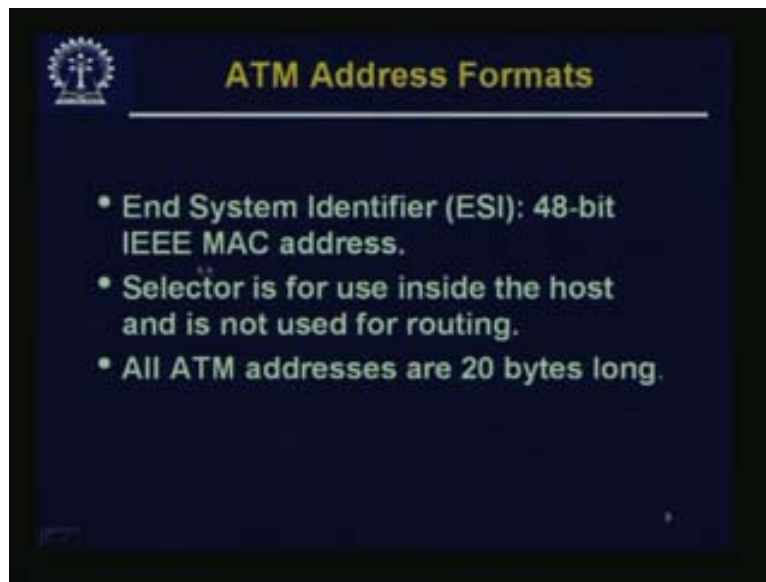 ATM Address Formats
• End System Identifier (ESI): 48-bit
IEEE MAC address.
• Selector is for use inside the host
and is not used for routing.
• All ATM addresses are 20 bytes long.